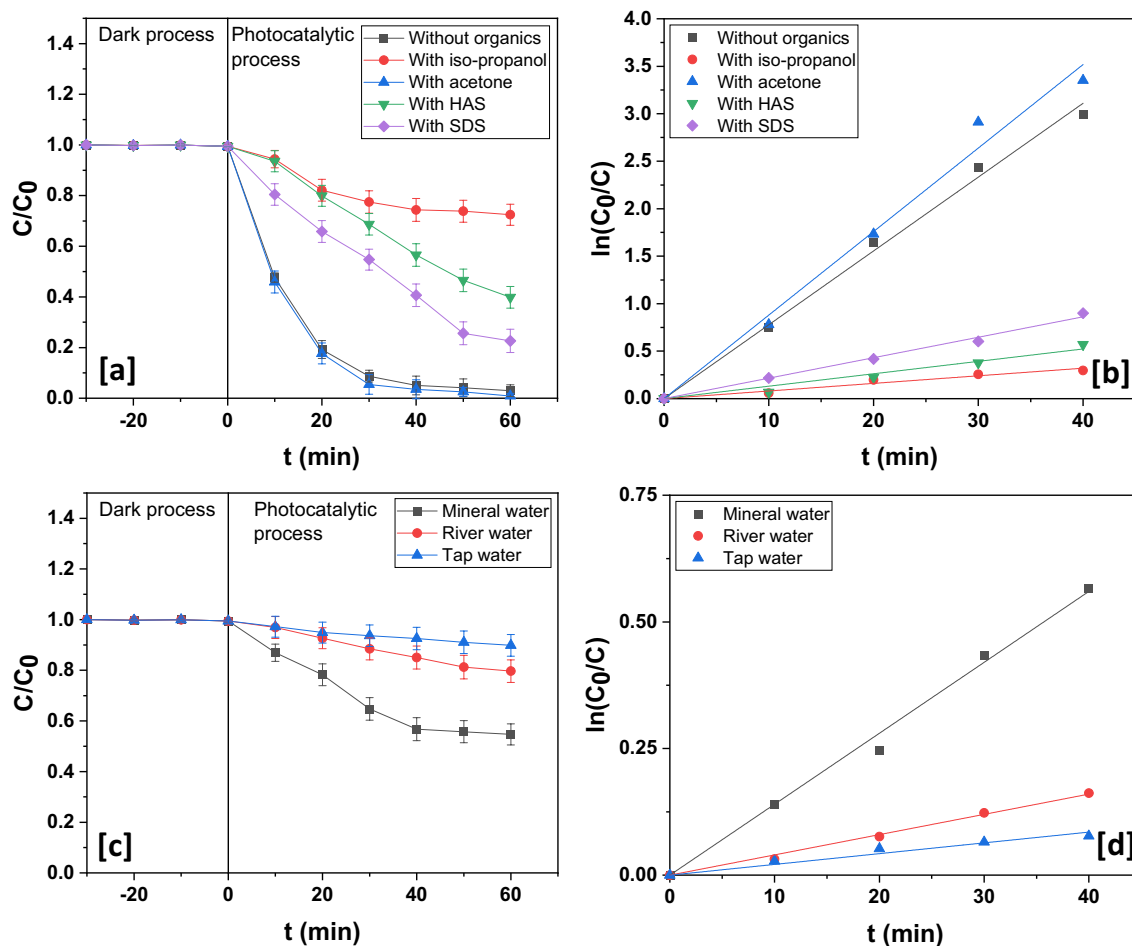 1.4
1.2
1.0
0.8
0.6
0.4
0.2
0.0
C/C0
Dark process
Photocatalytic
process
Without organics
With iso-propanol
With acetone
With HAS
With SDS
[a]
-20
0
20
40
60
t (min)
4.0
3.5
3.0
2.5
2.0
1.5
1.0
0.5
0.0
ln(C0/C)
Without organics
With iso-propanol
With acetone
With HAS
With SDS
[b]
0
10
20
30
40
t (min)
1.4
1.2
1.0
0.8
0.6
0.4
0.2
0.0
C/C0
Dark process
Photocatalytic
process
Mineral water
River water
Tap water
[c]
-20
0
20
40
60
t (min)
0.75
0.50
0.25
0.00
ln(C0/C)
Mineral water
River water
Tap water
[d]
0
10
20
30
40
t (min)